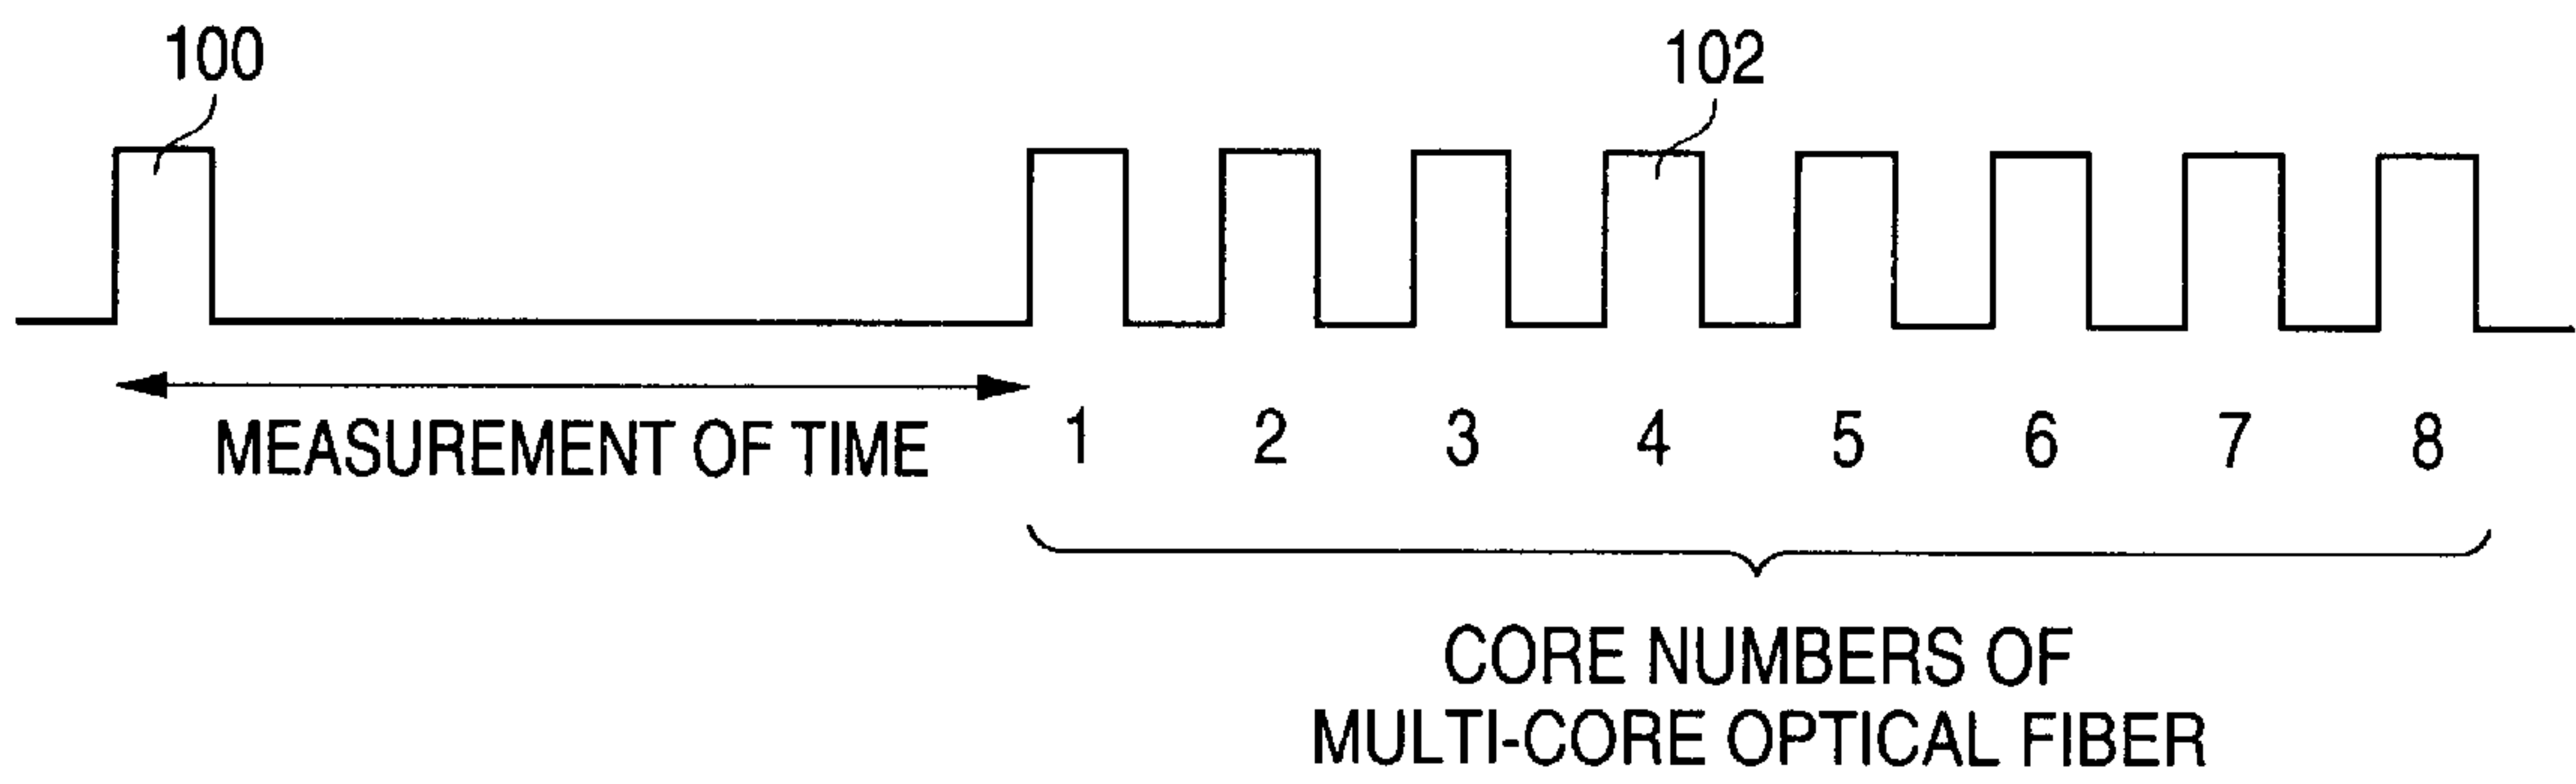 100
102
MEASUREMENT OF TIME
1 2 3 4 5 6 7 8
CORE NUMBERS OF
MULTI-CORE OPTICAL FIBER